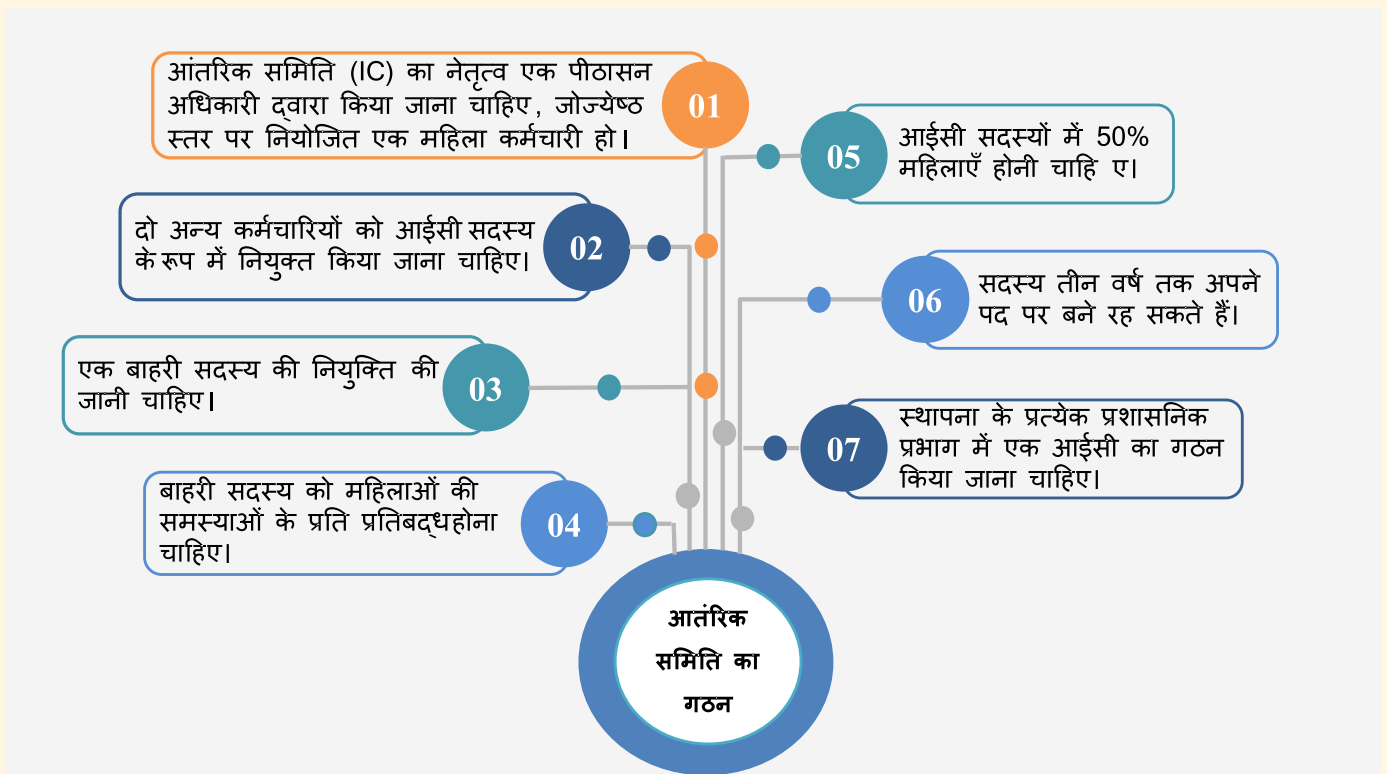 आंतरिक समिति (IC) का नेतृत्व एक पीठासन
अधिकारी द्वारा किया जाना चाहिए, जोज्येष्ठ
स्तर पर नियोजित एक महिला कर्मचारी हो।
01
दो अन्य कर्मचारियों को आईसी सदस्य
के रूप में नियुक्त किया जाना चाहिए।
02
एक बाहरी सदस्य की नियुक्ति की
जानी चाहिए।
03
बाहरी सदस्य को महिलाओं की
समस्याओं के प्रति प्रतिबद्धहोना
चाहिए।
04
05
आईसी सदस्यों में 50%
महिलाएँ होनी चाहि ए।
06
सदस्य तीन वर्ष तक अपने
पद पर बने रह सकते हैं।
07
स्थापना के प्रत्येक प्रशासनिक
प्रभाग में एक आईसी का गठन
किया जाना चाहिए।
आतंरिक
समिति का
गठन